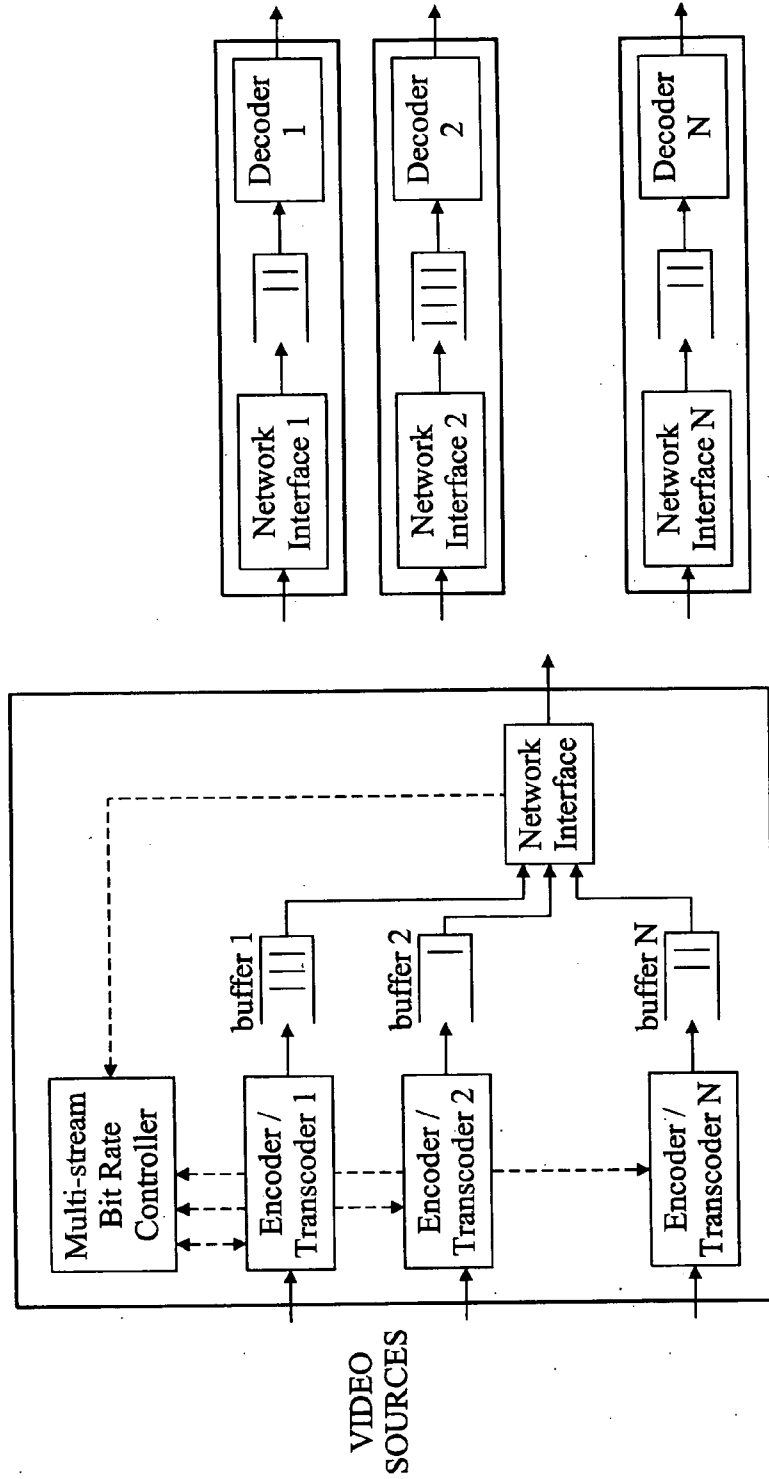 VIDEO
SOURCES
Multi-stream
Bit Rate
Controller
Encoder /
Transcoder 1
buffer 1
Encoder /
Transcoder 2
buffer 2
Encoder /
Transcoder N
buffer N
Network
Interface
Network
Interface 1
Decoder
1
Network
Interface 2
Decoder
2
Network
Interface N
Decoder
N